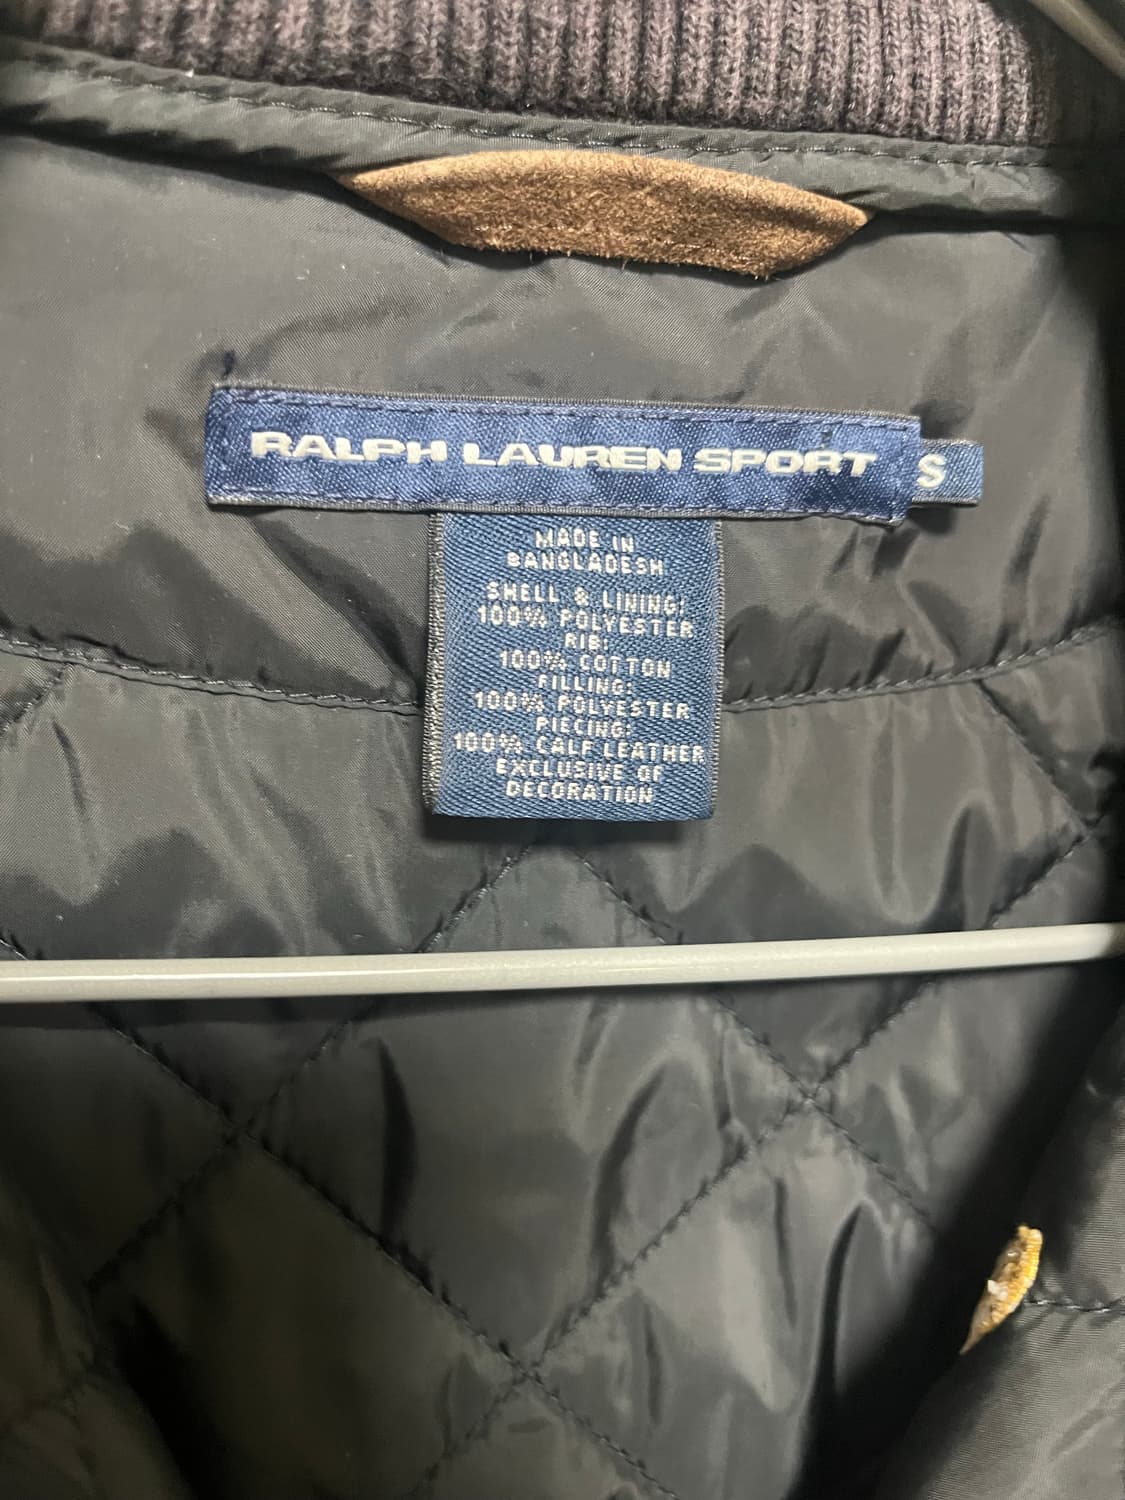 RALPH LAUREN SPORT
S
MADE IN
BANGLADESH
SHELL & LINING:
100% POLYESTER
RIB:
100% COTTON
FILLING:
100% POLYESTER
PIECING:
100% CALF LEATHER
EXCLUSIVE OF
DECORATION